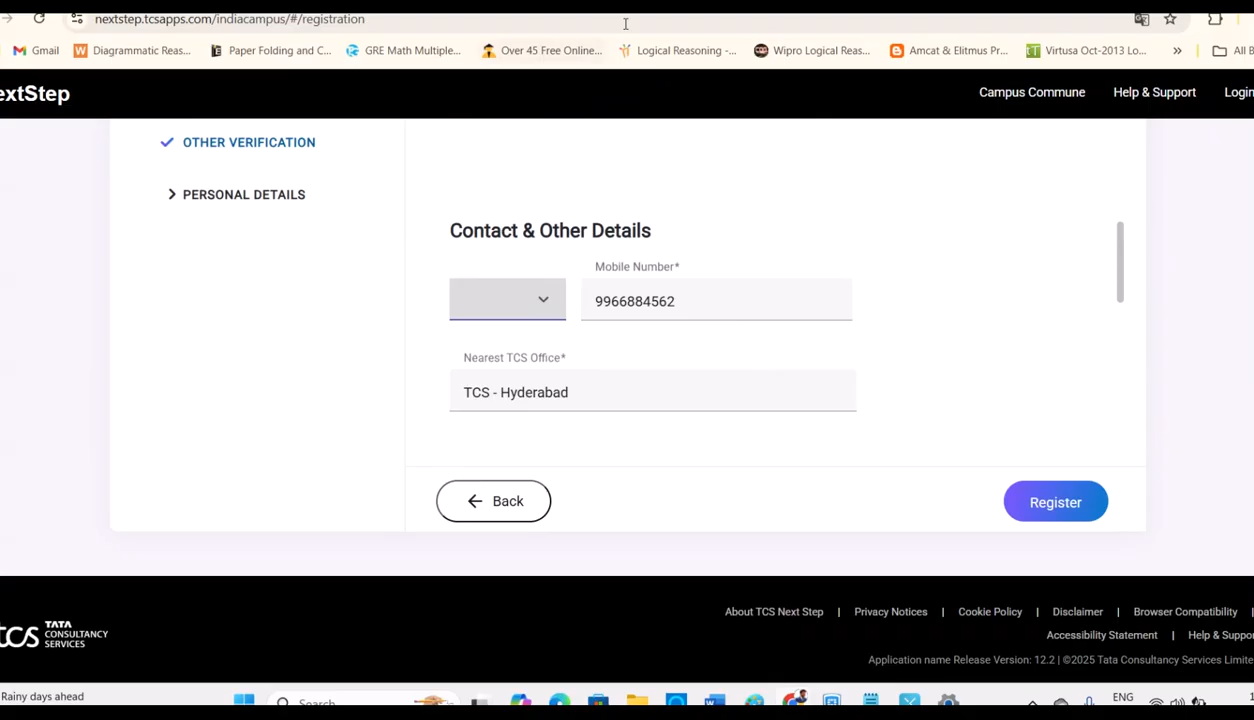 nextstep.tcsapps.com/indiacampus/#/registration
Gmail Diagrammatic Reas... Paper Folding and C... GRE Math Multiple... Over 45 Free Online... Logical Reasoning -... Wipro Logical Reas... Amcat & Elitmus Pr... Virtusa Oct-2013 Lo... » All B
extStep Campus Commune Help & Support Login
OTHER VERIFICATION
PERSONAL DETAILS
Contact & Other Details
Mobile Number*
9966884562
Nearest TCS Office*
TCS - Hyderabad
Back Register
About TCS Next Step | Privacy Notices | Cookie Policy | Disclaimer | Browser Compatibility |
Accessibility Statement | Help & Suppor
tcs TATA CONSULTANCY SERVICES
Application name Release Version: 12.2 | ©2025 Tata Consultancy Services Limite
Rainy days ahead Search ENG